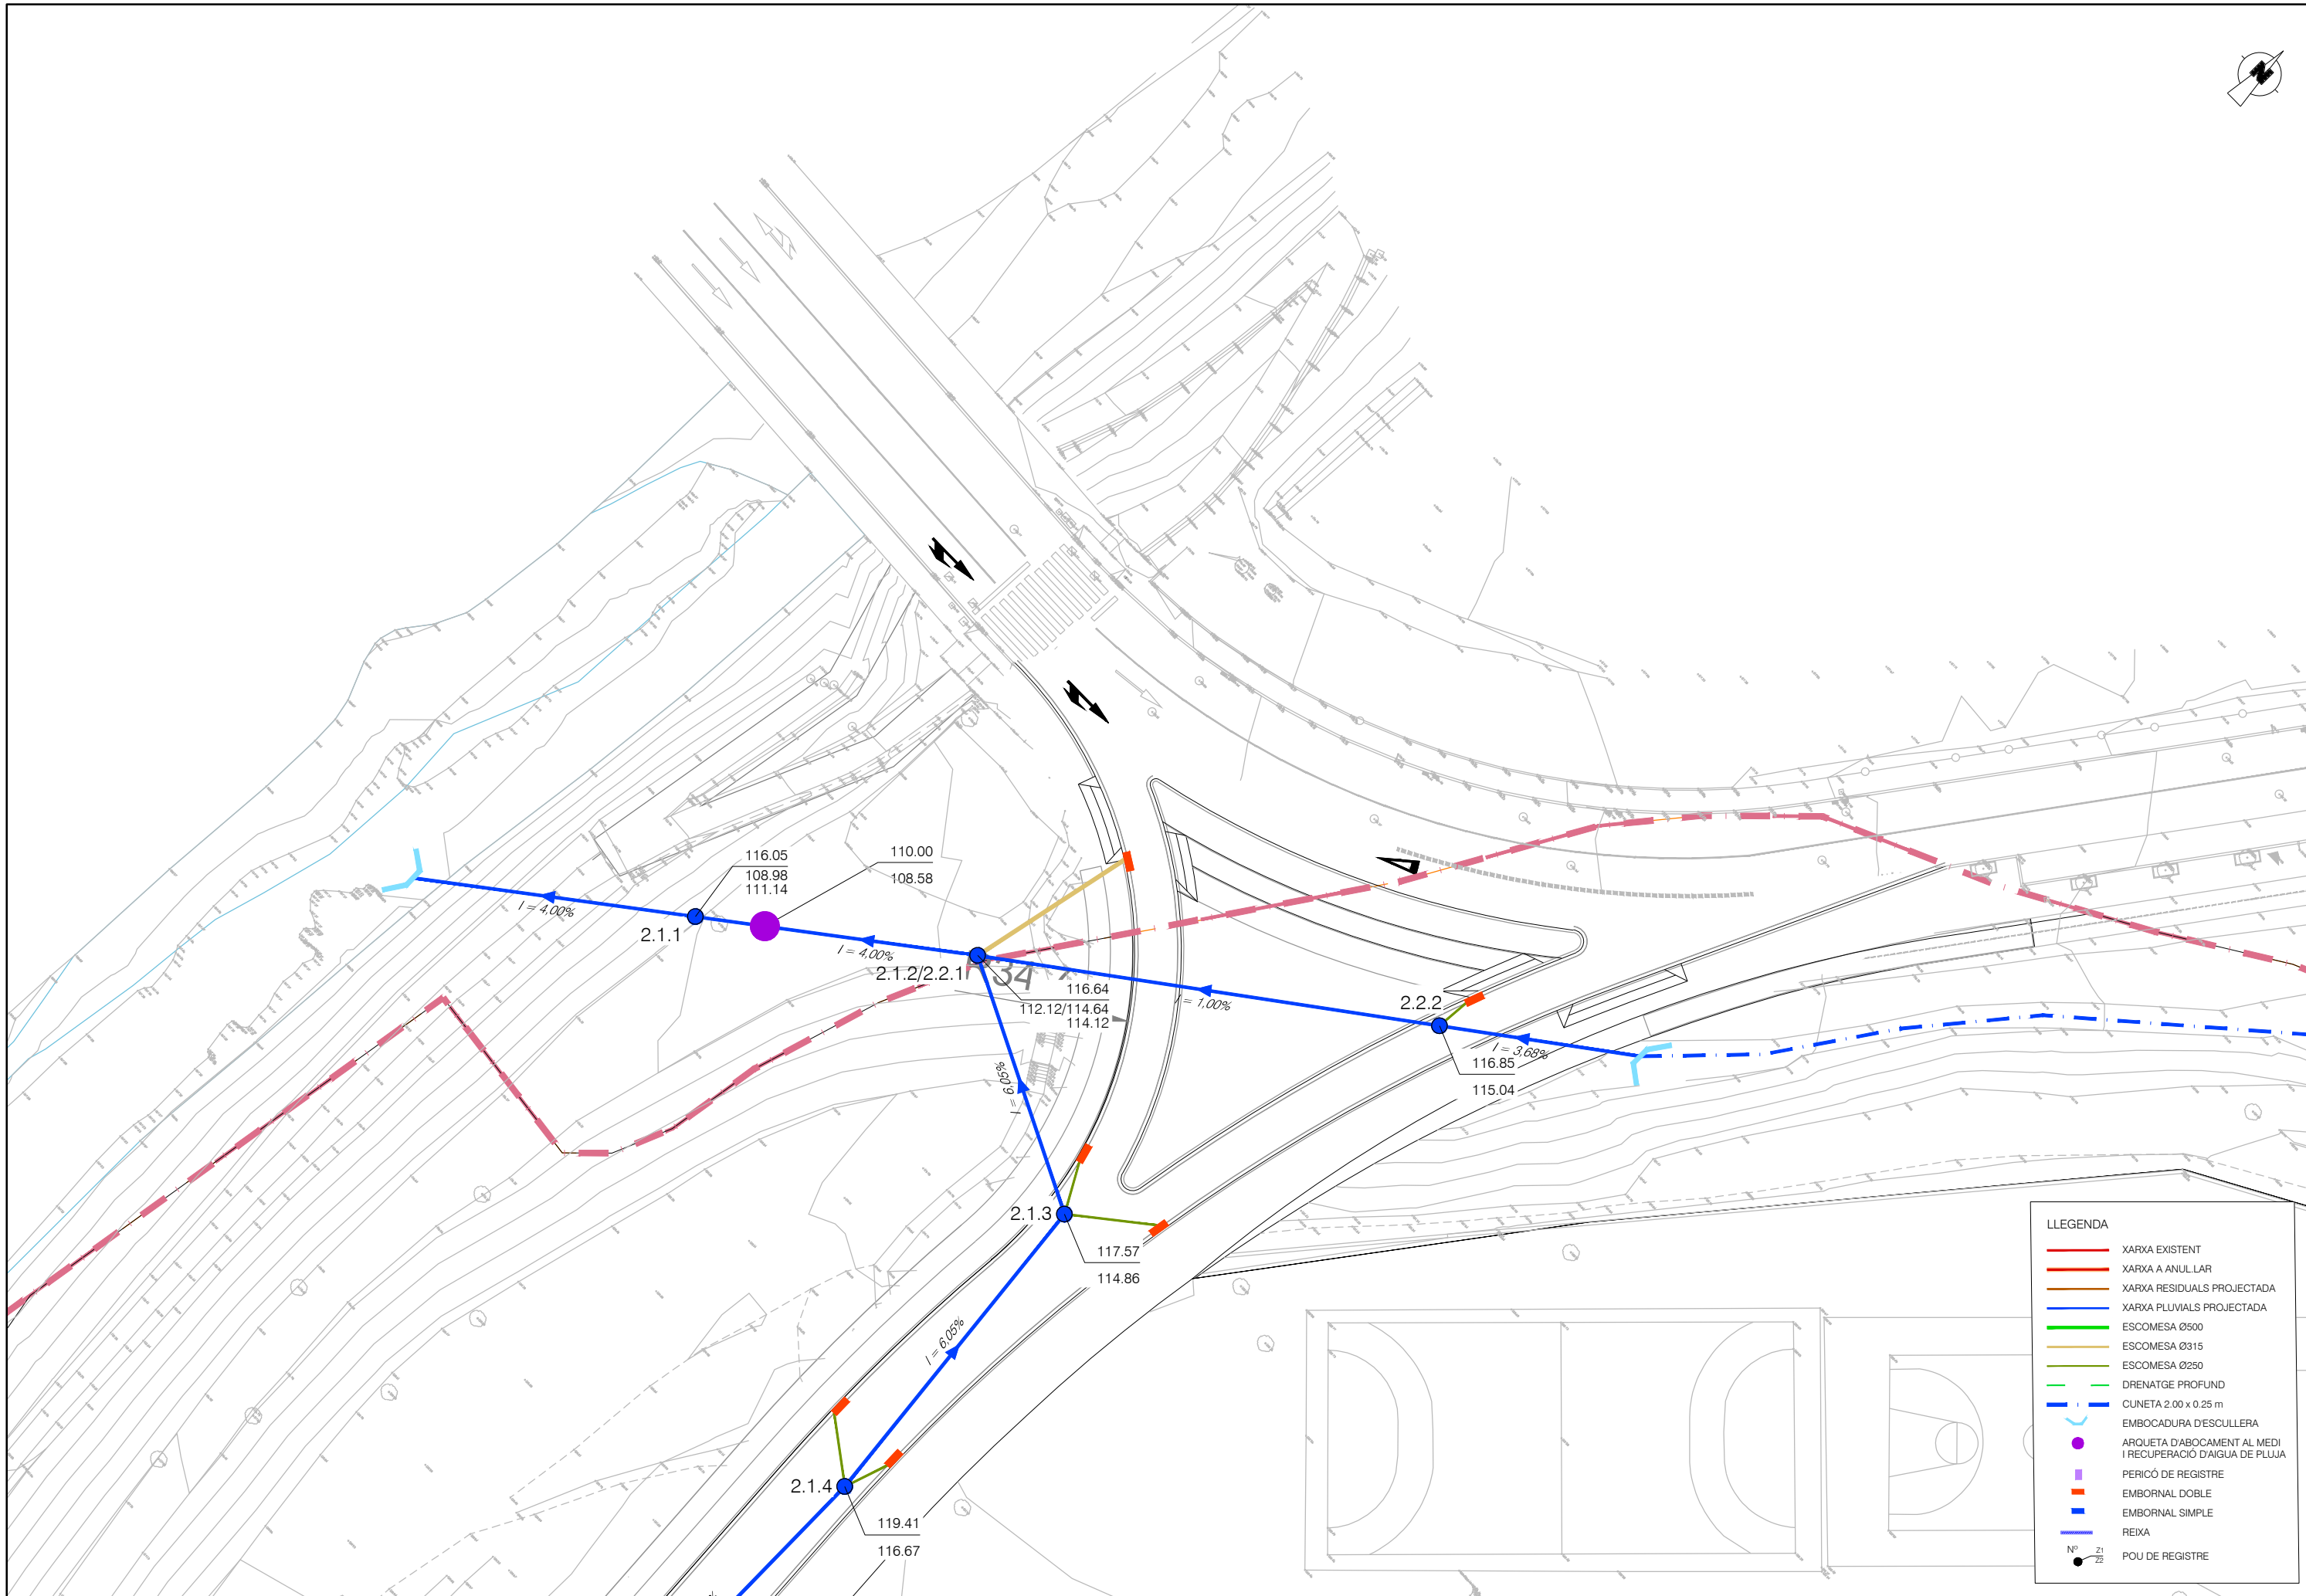 N
116.05
108.98
111.14
110.00
108.58
I = 4,00%
2.1.1
I = 4,00%
2.1.2/2.2.1
34
116.64
112.12/114.64
114.12
I = 1,00%
2.2.2
I = 3,68%
116.85
115.04
I = 9,05%
2.1.3
117.57
114.86
I = 6,05%
2.1.4
119.41
116.67
LLEGENDA
XARXA EXISTENT
XARXA A ANUL.LAR
XARXA RESIDUALS PROJECTADA
XARXA PLUVIALS PROJECTADA
ESCOMESA Ø500
ESCOMESA Ø315
ESCOMESA Ø250
DRENATGE PROFUND
CUNETA 2.00 x 0.25 m
EMBOCADURA D'ESCULLERA
ARQUETA D'ABOCAMENT AL MEDI
I RECUPERACIÓ D'AIGUA DE PLUJA
PERICÓ DE REGISTRE
EMBORNAL DOBLE
EMBORNAL SIMPLE
REIXA
Nº Z1
Z2
POU DE REGISTRE